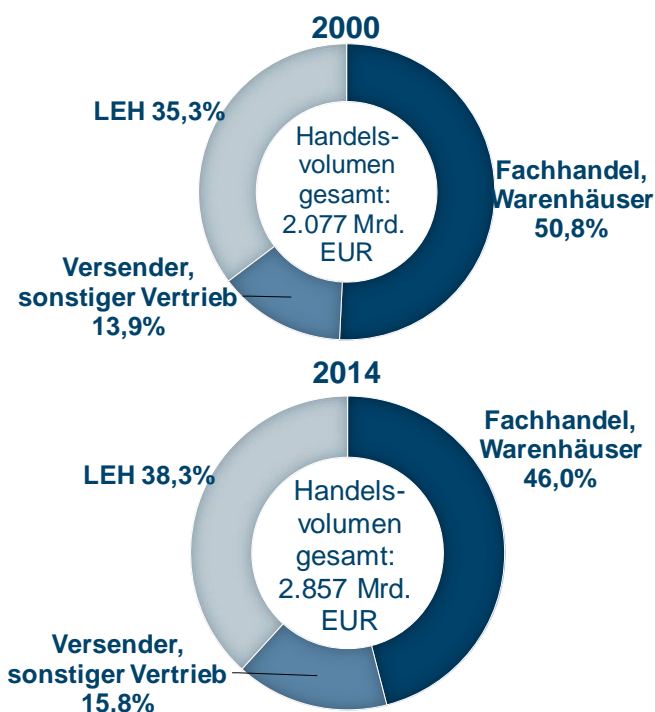 2000
LEH 35,3%
Handels-
volumen
gesamt:
2.077 Mrd.
EUR
Fachhandel,
Warenhäuser
50,8%
Versender,
sonstiger Vertrieb
13,9%
2014
Fachhandel,
Warenhäuser
46,0%
LEH 38,3%
Handels-
volumen
gesamt:
2.857 Mrd.
EUR
Versender,
sonstiger Vertrieb
15,8%